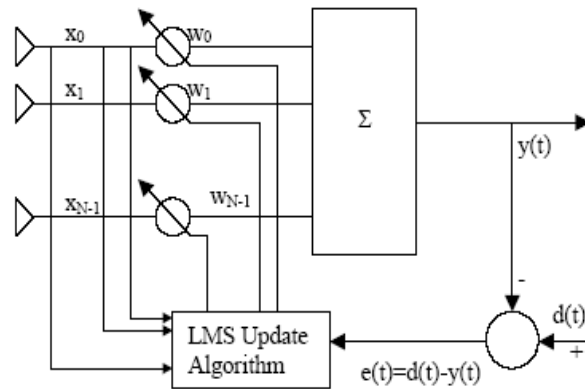 x₀ w₀
x₁ w₁
Σ
y(t)
xN-1 wN-1
-
d(t)
+
LMS Update
Algorithm
e(t)=d(t)-y(t)